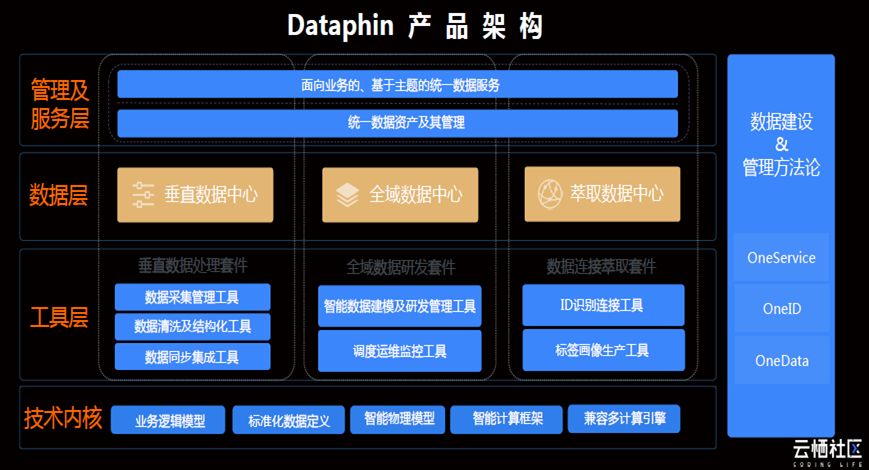 Dataphin 产品架构
管理及
服务层
面向业务的、基于主题的统一数据服务
统一数据资产及其管理
数据层
垂直数据中心
全域数据中心
萃取数据中心
工具层
垂直数据处理套件
数据采集管理工具
数据清洗及结构化工具
数据同步集成工具
全域数据研发套件
智能数据建模及研发管理工具
调度运维监控工具
数据连接萃取套件
ID识别连接工具
标签画像生产工具
技术内核
业务逻辑模型
标准化数据定义
智能物理模型
智能计算框架
兼容多计算引擎
数据建设
&
管理方法论
OneService
OneID
OneData
云栖社区
CODING LIFE